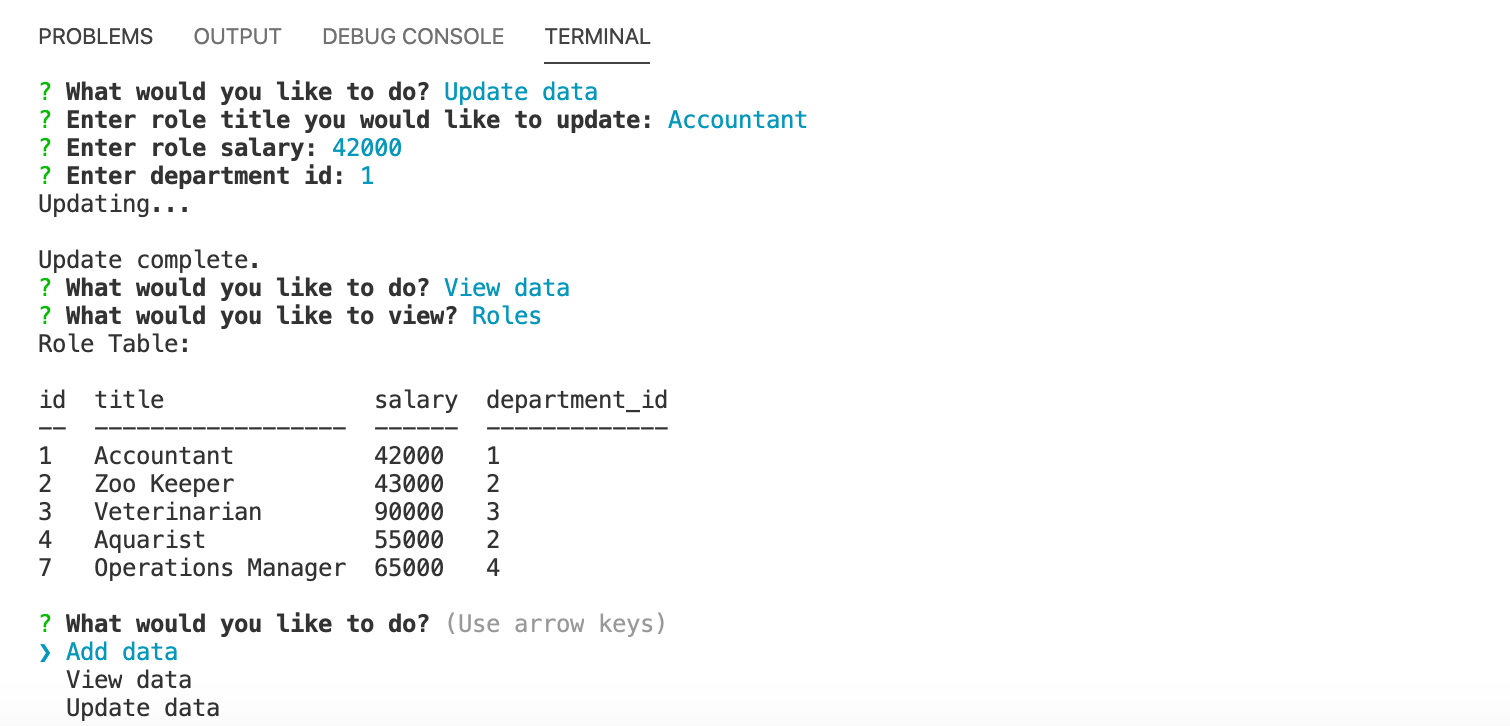 PROBLEMS OUTPUT DEBUG CONSOLE TERMINAL
? What would you like to do? Update data
? Enter role title you would like to update: Accountant
? Enter role salary: 42000
? Enter department id: 1
Updating...
Update complete.
? What would you like to do? View data
? What would you like to view? Roles
Role Table:
id  title               salary  department_id
--  ------------------  ------  -------------
1   Accountant          42000   1
2   Zoo Keeper          43000   2
3   Veterinarian        90000   3
4   Aquarist            55000   2
7   Operations Manager  65000   4
? What would you like to do? (Use arrow keys)
❯ Add data
  View data
  Update data